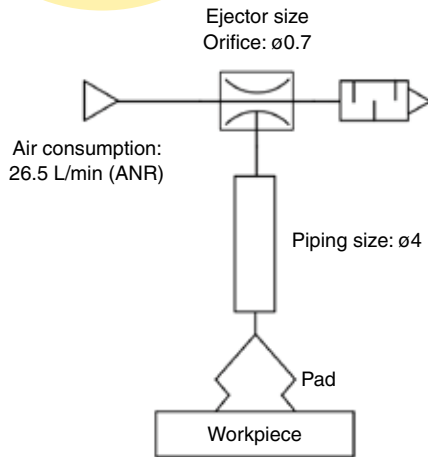 Ejector size
Orifice: ø0.7
Air consumption:
26.5 L/min (ANR)
Piping size: ø4
Pad
Workpiece